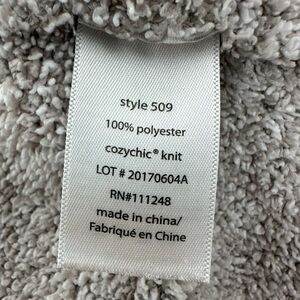 style 509
100% polyester
cozychic® knit
LOT # 20170604A
RN#111248
made in china/
Fabriqué en Chine